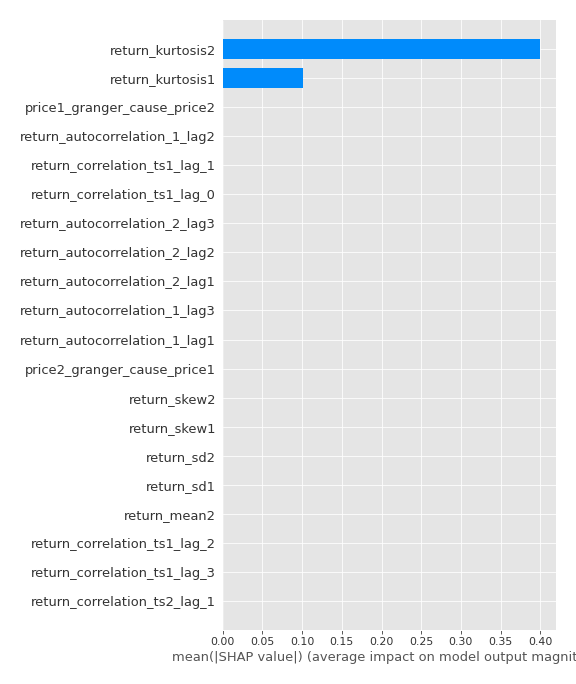 return_kurtosis2
return_kurtosis1
price1_granger_cause_price2
return_autocorrelation_1_lag2
return_correlation_ts1_lag_1
return_correlation_ts1_lag_0
return_autocorrelation_2_lag3
return_autocorrelation_2_lag2
return_autocorrelation_2_lag1
return_autocorrelation_1_lag3
return_autocorrelation_1_lag1
price2_granger_cause_price1
return_skew2
return_skew1
return_sd2
return_sd1
return_mean2
return_correlation_ts1_lag_2
return_correlation_ts1_lag_3
return_correlation_ts2_lag_1
0.00 0.05 0.10 0.15 0.20 0.25 0.30 0.35 0.40
mean(|SHAP value|) (average impact on model output magnit